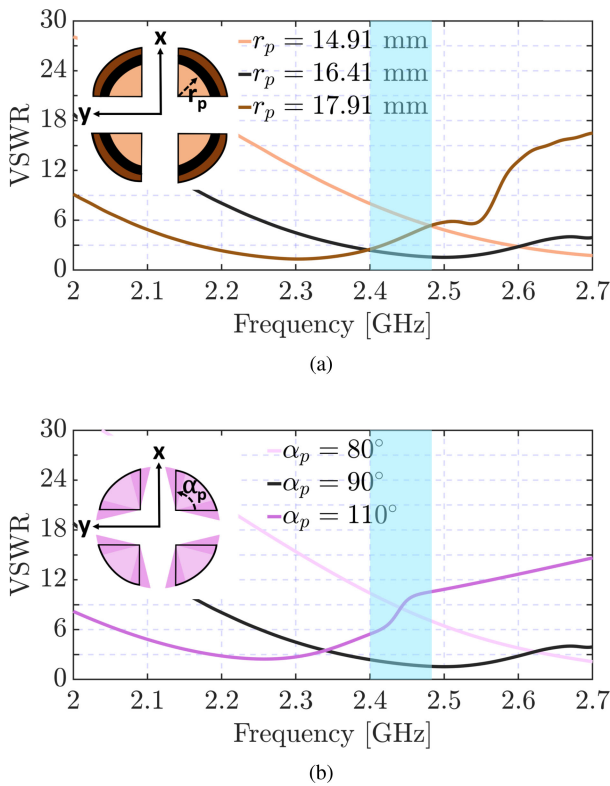 30
24
18
12
6
0
VSWR
x
y
r_p
r_p = 14.91 mm
r_p = 16.41 mm
r_p = 17.91 mm
2 2.1 2.2 2.3 2.4 2.5 2.6 2.7
Frequency [GHz]
(a)
30
24
18
12
6
0
VSWR
x
y
α_p
α_p = 80°
α_p = 90°
α_p = 110°
2 2.1 2.2 2.3 2.4 2.5 2.6 2.7
Frequency [GHz]
(b)